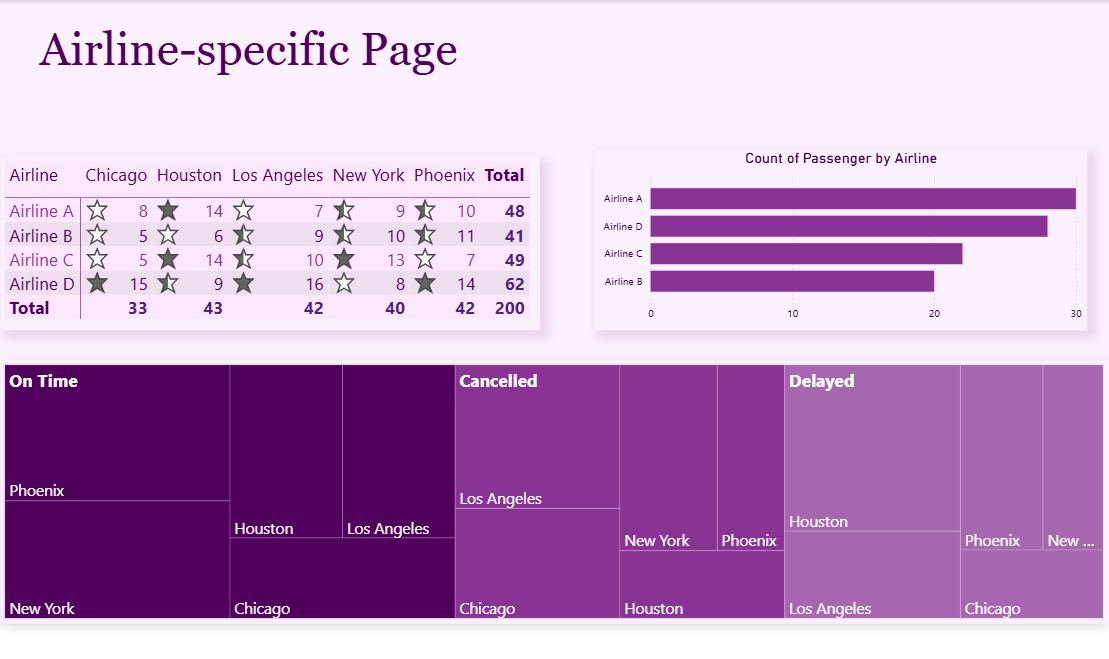 Airline-specific Page
Airline Chicago Houston Los Angeles New York Phoenix Total
Airline A 8 14 7 9 10 48
Airline B 5 6 9 10 11 41
Airline C 5 14 10 13 7 49
Airline D 15 9 16 8 14 62
Total 33 43 42 40 42 200
Count of Passenger by Airline
Airline A
Airline D
Airline C
Airline B
0 10 20 30
On Time
Phoenix
New York
Houston
Los Angeles
Chicago
Cancelled
Los Angeles
Chicago
New York
Phoenix
Houston
Delayed
Houston
Los Angeles
Phoenix
New ...
Chicago